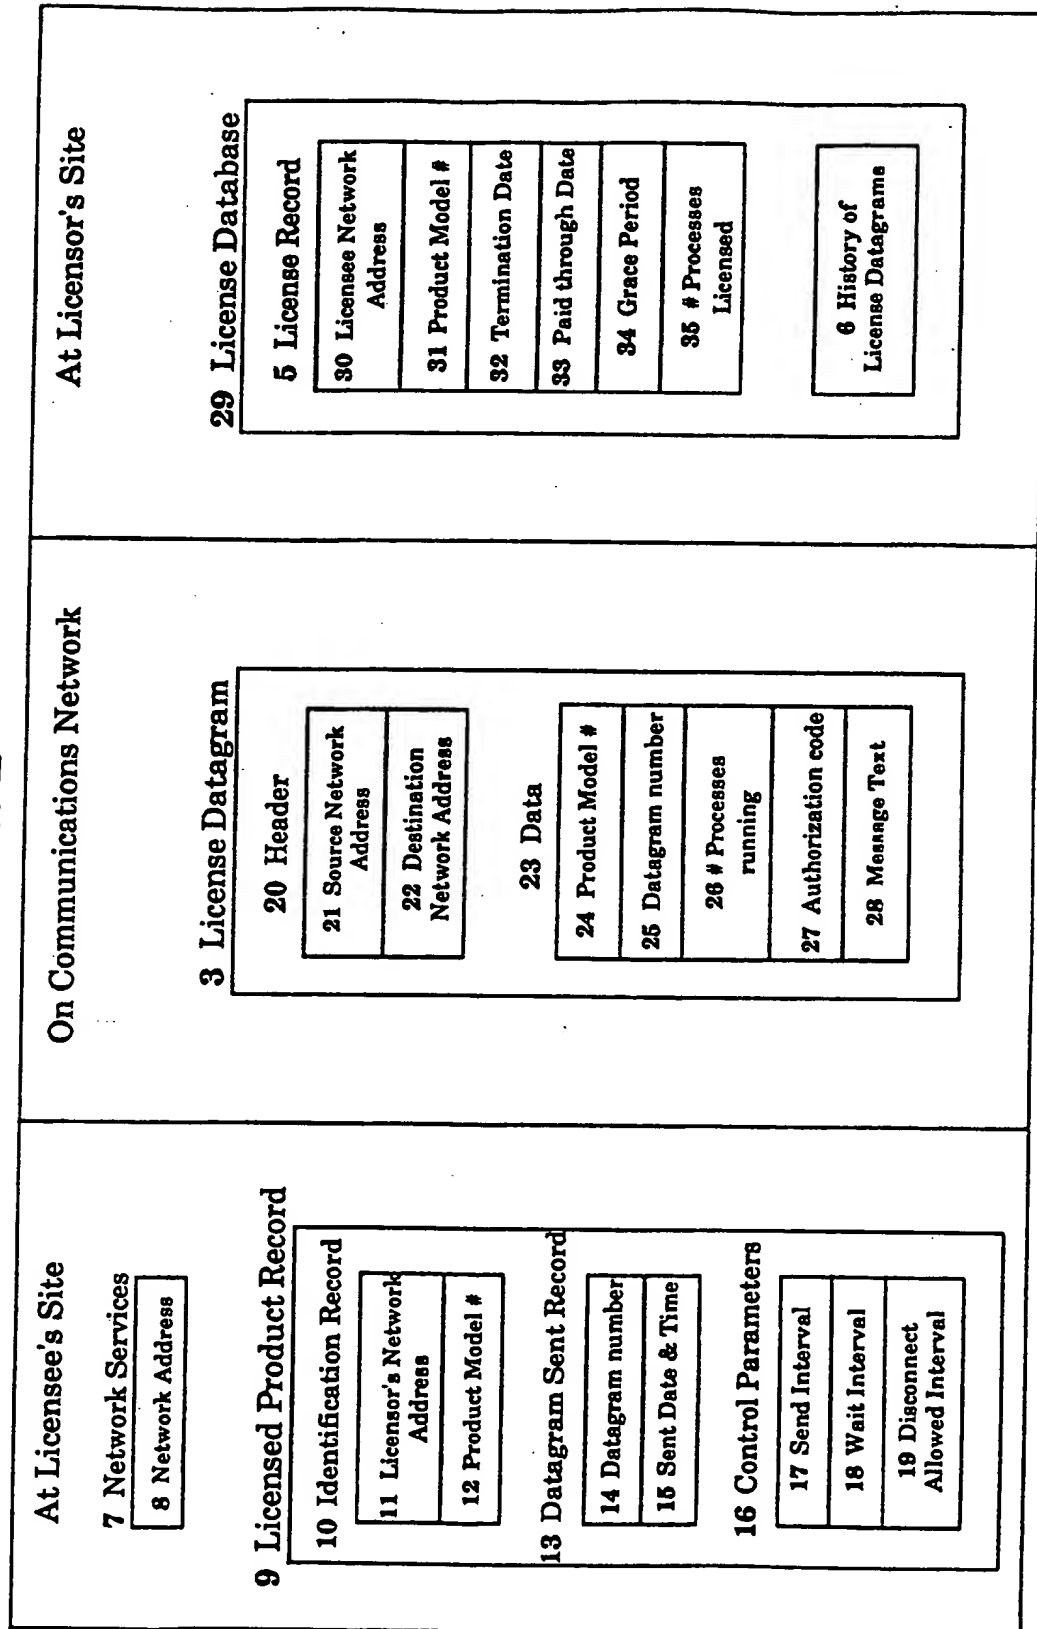 At Licensee's Site
7 Network Services
8 Network Address
9 Licensed Product Record
10 Identification Record
11 Licensor's Network
Address
12 Product Model #
13 Datagram Sent Record
14 Datagram number
15 Sent Date & Time
16 Control Parameters
17 Send Interval
18 Wait Interval
19 Disconnect
Allowed Interval
On Communications Network
3 License Datagram
20 Header
21 Source Network
Address
22 Destination
Network Address
23 Data
24 Product Model #
25 Datagram number
26 # Processes
running
27 Authorization code
28 Message Text
At Licensor's Site
29 License Database
5 License Record
30 Licensee Network
Address
31 Product Model #
32 Termination Date
33 Paid through Date
34 Grace Period
35 # Processes
Licensed
6 History of
License Datagrams